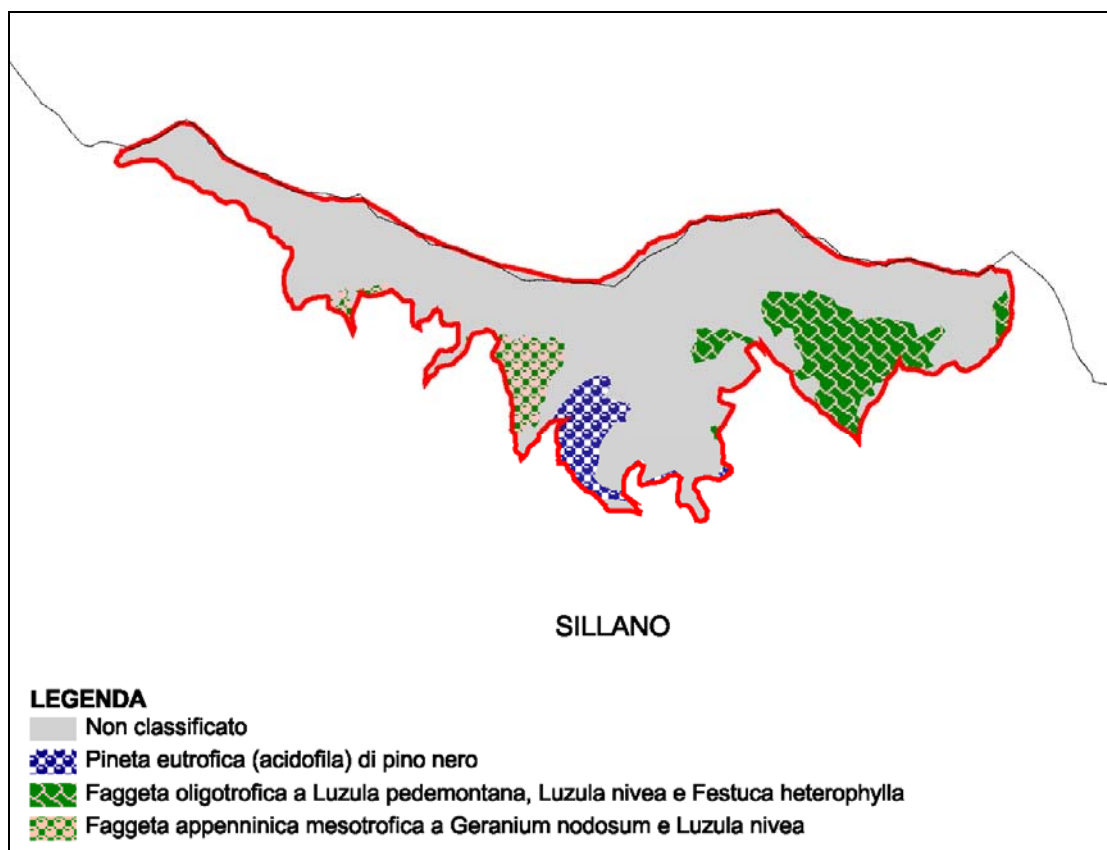 SILLANO
LEGENDA
Non classificato
Pineta eutrofica (acidofila) di pino nero
Faggeta oligotrofica a Luzula pedemontana, Luzula nivea e Festuca heterophylla
Faggeta appenninica mesotrofica a Geranium nodosum e Luzula nivea